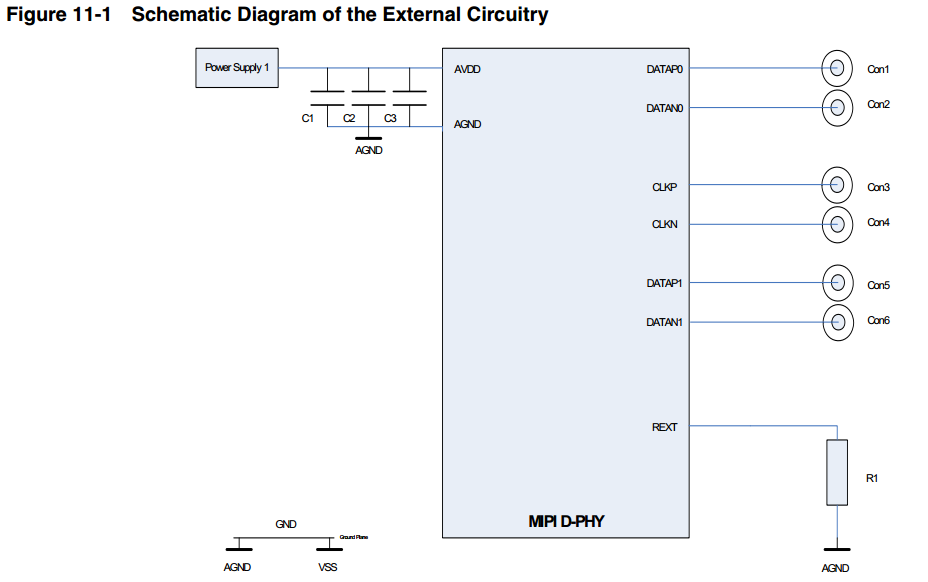 Figure 11-1 Schematic Diagram of the External Circuitry
Power Supply 1
AVDD
DATAP0
Con1
DATAN0
Con2
C1
C2
C3
AGND
AGND
CLKP
Con3
CLKN
Con4
DATAP1
Con5
DATAN1
Con6
REXT
R1
MIPI D-PHY
GND
Ground Plane
AGND
VSS
AGND